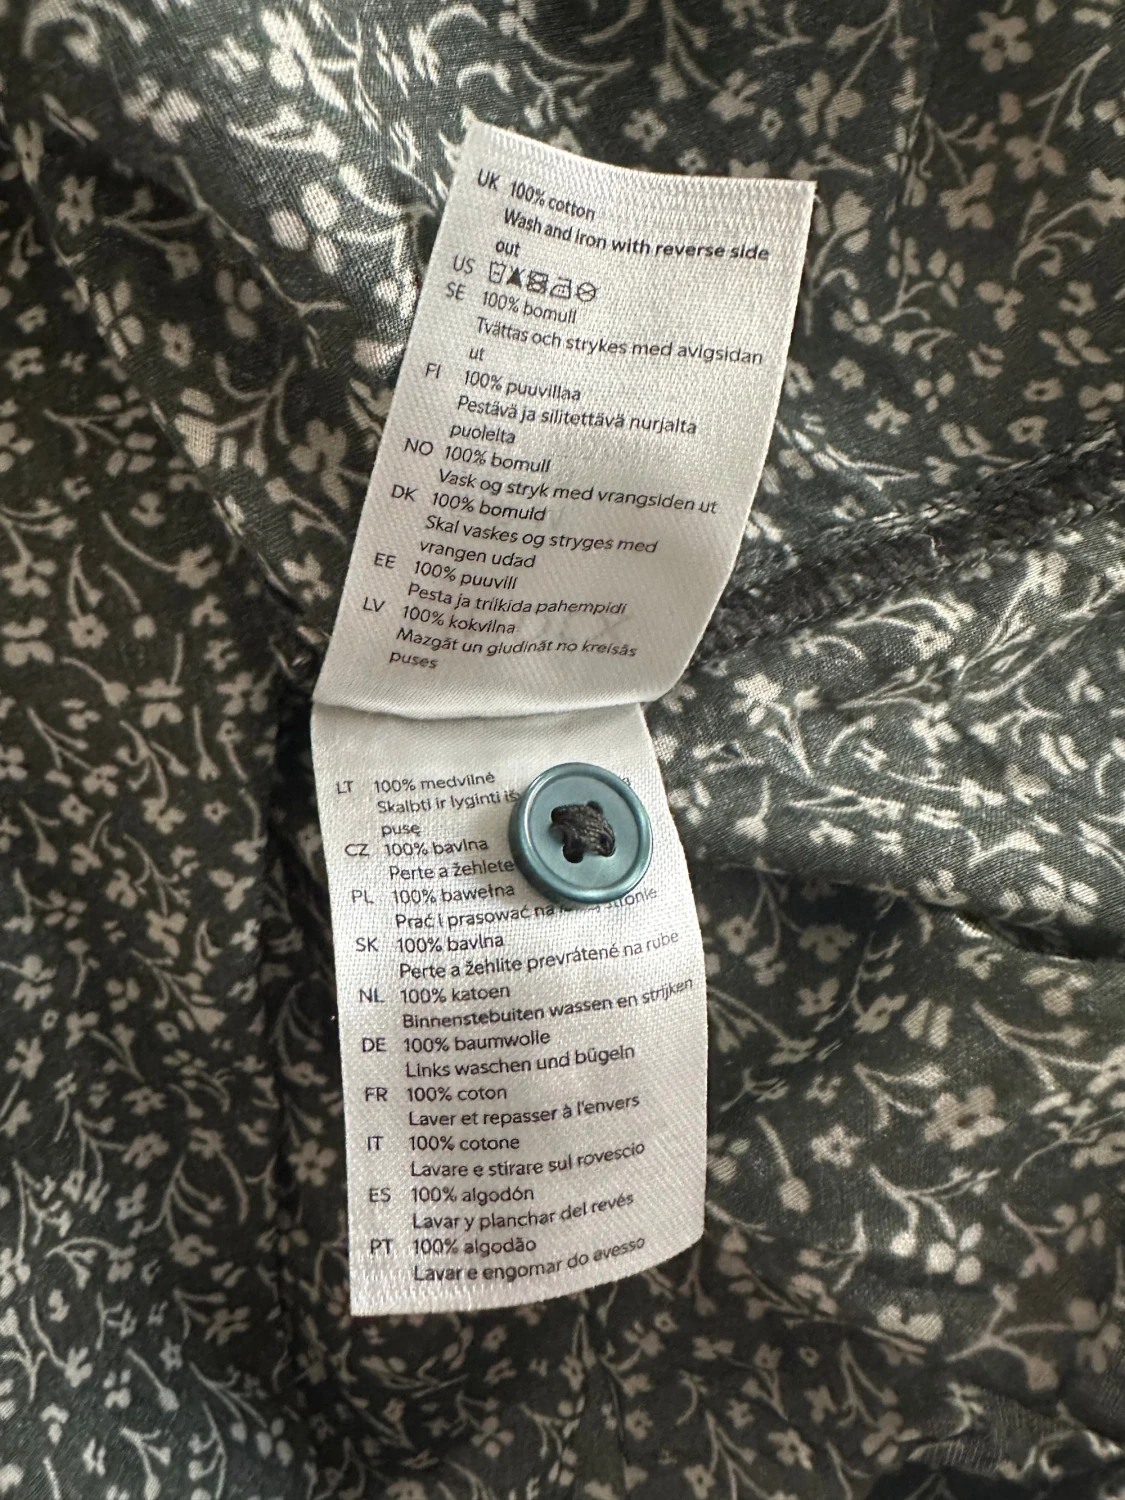 UK 100% cotton
Wash and iron with reverse side
out
US
SE 100% bomull
Tvättas och strykes med avigsidan
ut
FI 100% puuvillaa
Pestävä ja silitettävä nurjalta
puolelta
NO 100% bomull
Vask og stryk med vrangsiden ut
DK 100% bomuld
Skal vaskes og stryges med
vrangen udad
EE 100% puuvill
Pesta ja triikida pahempidi
LV 100% kokvilna
Mazgāt un gludināt no kreisās
puses
LT 100% medvilnė
Skalbti ir lyginti iš
pusę
CZ 100% bavlna
Perte a žehlete
PL 100% bawełna
Prać i prasować na stronie
SK 100% bavlna
Perte a žehlite prevrátené na rube
NL 100% katoen
Binnenstebuiten wassen en strijken
DE 100% baumwolle
Links waschen und bügeln
FR 100% coton
Laver et repasser à l'envers
IT 100% cotone
Lavare e stirare sul rovescio
ES 100% algodón
Lavar y planchar del revés
PT 100% algodão
Lavar e engomar do avesso